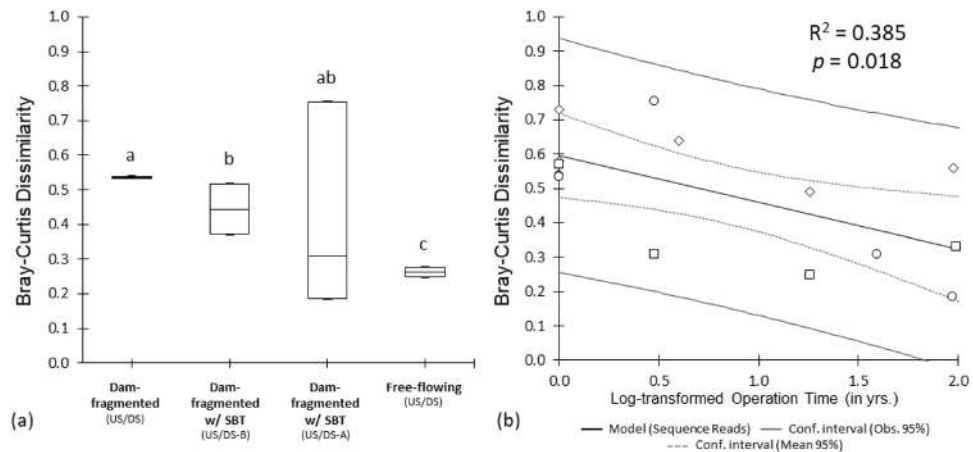 1.0
0.9
0.8
0.7
0.6
0.5
0.4
0.3
0.2
0.1
0.0
Bray-Curtis Dissimilarity
a
b
ab
c
Dam-
fragmented
(US/DS)
Dam-
fragmented
w/ SBT
(US/DS-B)
Dam-
fragmented
w/ SBT
(US/DS-A)
Free-flowing
(US/DS)
(a)
1.0
0.9
0.8
0.7
0.6
0.5
0.4
0.3
0.2
0.1
0.0
Bray-Curtis Dissimilarity
R² = 0.385
p = 0.018
0.0 0.5 1.0 1.5 2.0
Log-transformed Operation Time (in yrs.)
Model (Sequence Reads) Conf. interval (Obs. 95%)
Conf. interval (Mean 95%)
(b)